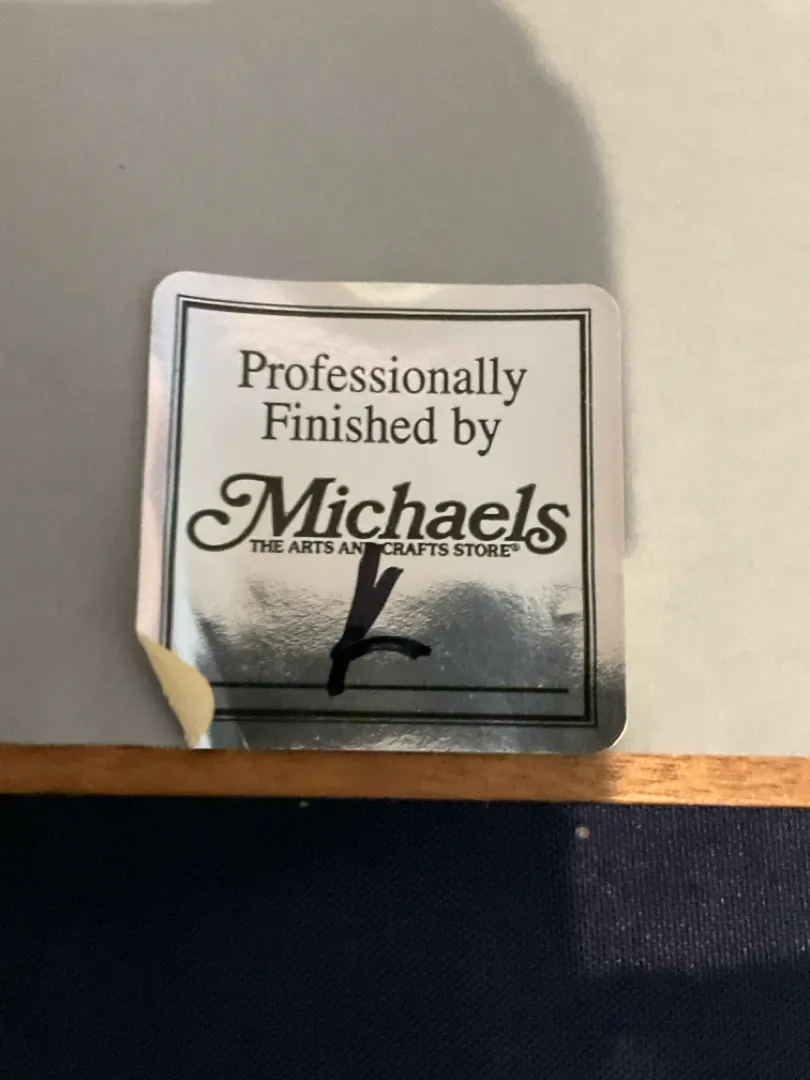 Professionally
Finished by
Michaels
THE ARTS AND CRAFTS STORE®